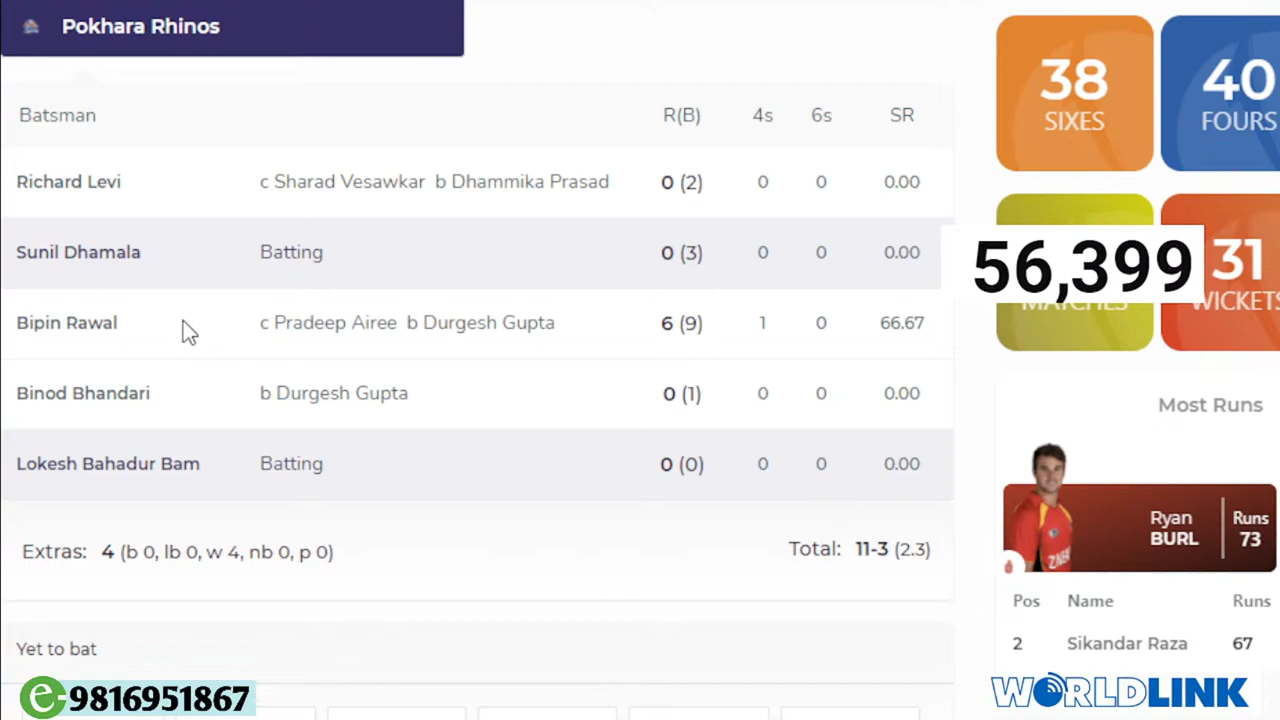 Pokhara Rhinos
Batsman R(B) 4s 6s SR
Richard Levi c Sharad Vesawkar b Dhammika Prasad 0 (2) 0 0 0.00
Sunil Dhamala Batting 0 (3) 0 0 0.00
Bipin Rawal c Pradeep Airee b Durgesh Gupta 6 (9) 1 0 66.67
Binod Bhandari b Durgesh Gupta 0 (1) 0 0 0.00
Lokesh Bahadur Bam Batting 0 (0) 0 0 0.00
Extras: 4 (b 0, lb 0, w 4, nb 0, p 0) Total: 11-3 (2.3)
Yet to bat
e-9816951867
38
SIXES
40
FOURS
56,399
MATCHES
31
WICKETS
Most Runs
Ryan
BURL
Runs
73
Pos Name Runs
2 Sikandar Raza 67
WORLDLINK